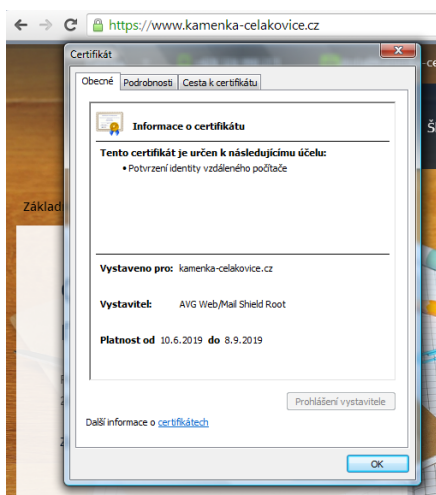 https://www.kamenka-celakovice.cz
Certifikát
Obecné Podrobnosti Cesta k certifikátu
Informace o certifikátu
Tento certifikát je určen k následujícímu účelu:
• Potvrzení identity vzdáleného počítače
Základ
Vystaveno pro: kamenka-celakovice.cz
Vystavitel: AVG Web/Mail Shield Root
Platnost od 10.6.2019 do 8.9.2019
Prohlášení vystavitele
Další informace o certifikátech
OK